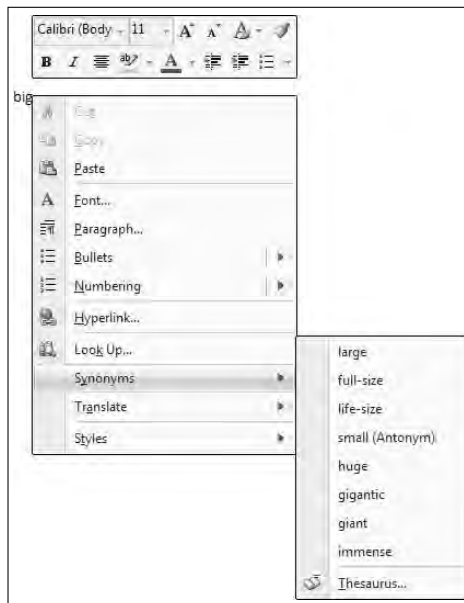 Calibri (Body 11 A A A
B I ab A
big
Cut
Copy
Paste
A Font...
Paragraph...
Bullets
Numbering
Hyperlink...
Look Up...
Synonyms
Translate
Styles
large
full-size
life-size
small (Antonym)
huge
gigantic
giant
immense
Thesaurus...